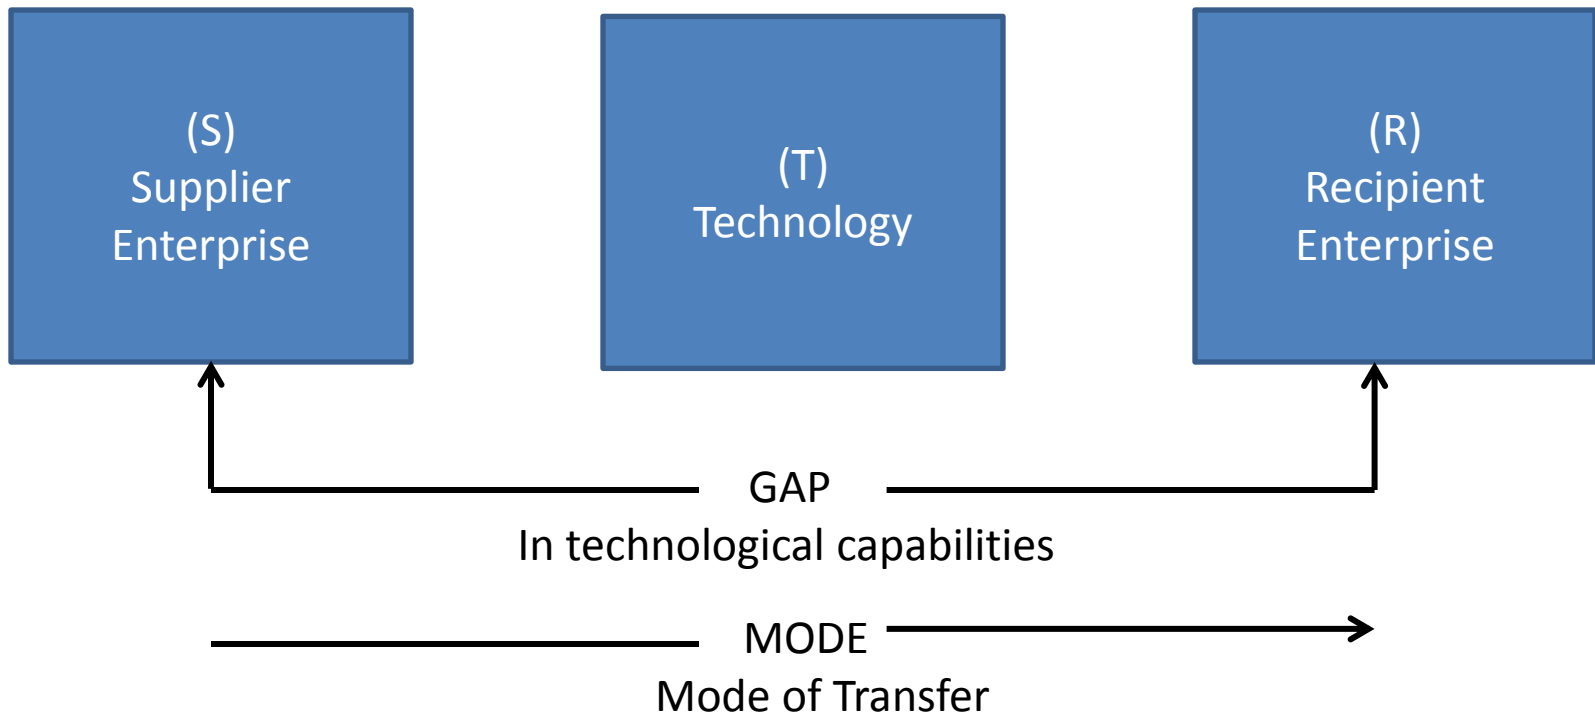 (S)
Supplier
Enterprise
(T)
Technology
(R)
Recipient
Enterprise
GAP
In technological capabilities
MODE
Mode of Transfer